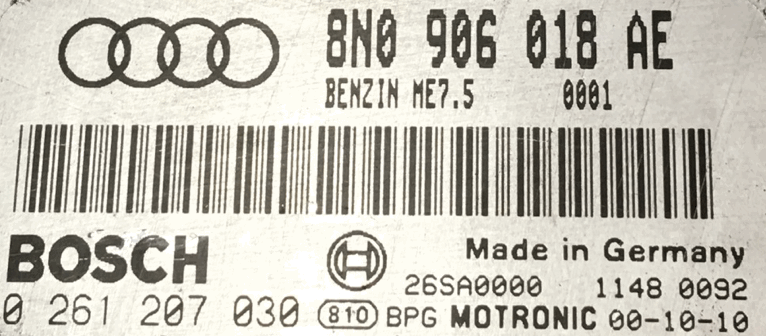 8N0 906 018 AE
BENZIN ME7.5 0001
BOSCH
Made in Germany
26SA0000 1148 0092
0 261 207 030 810 BPG MOTRONIC 00-10-10